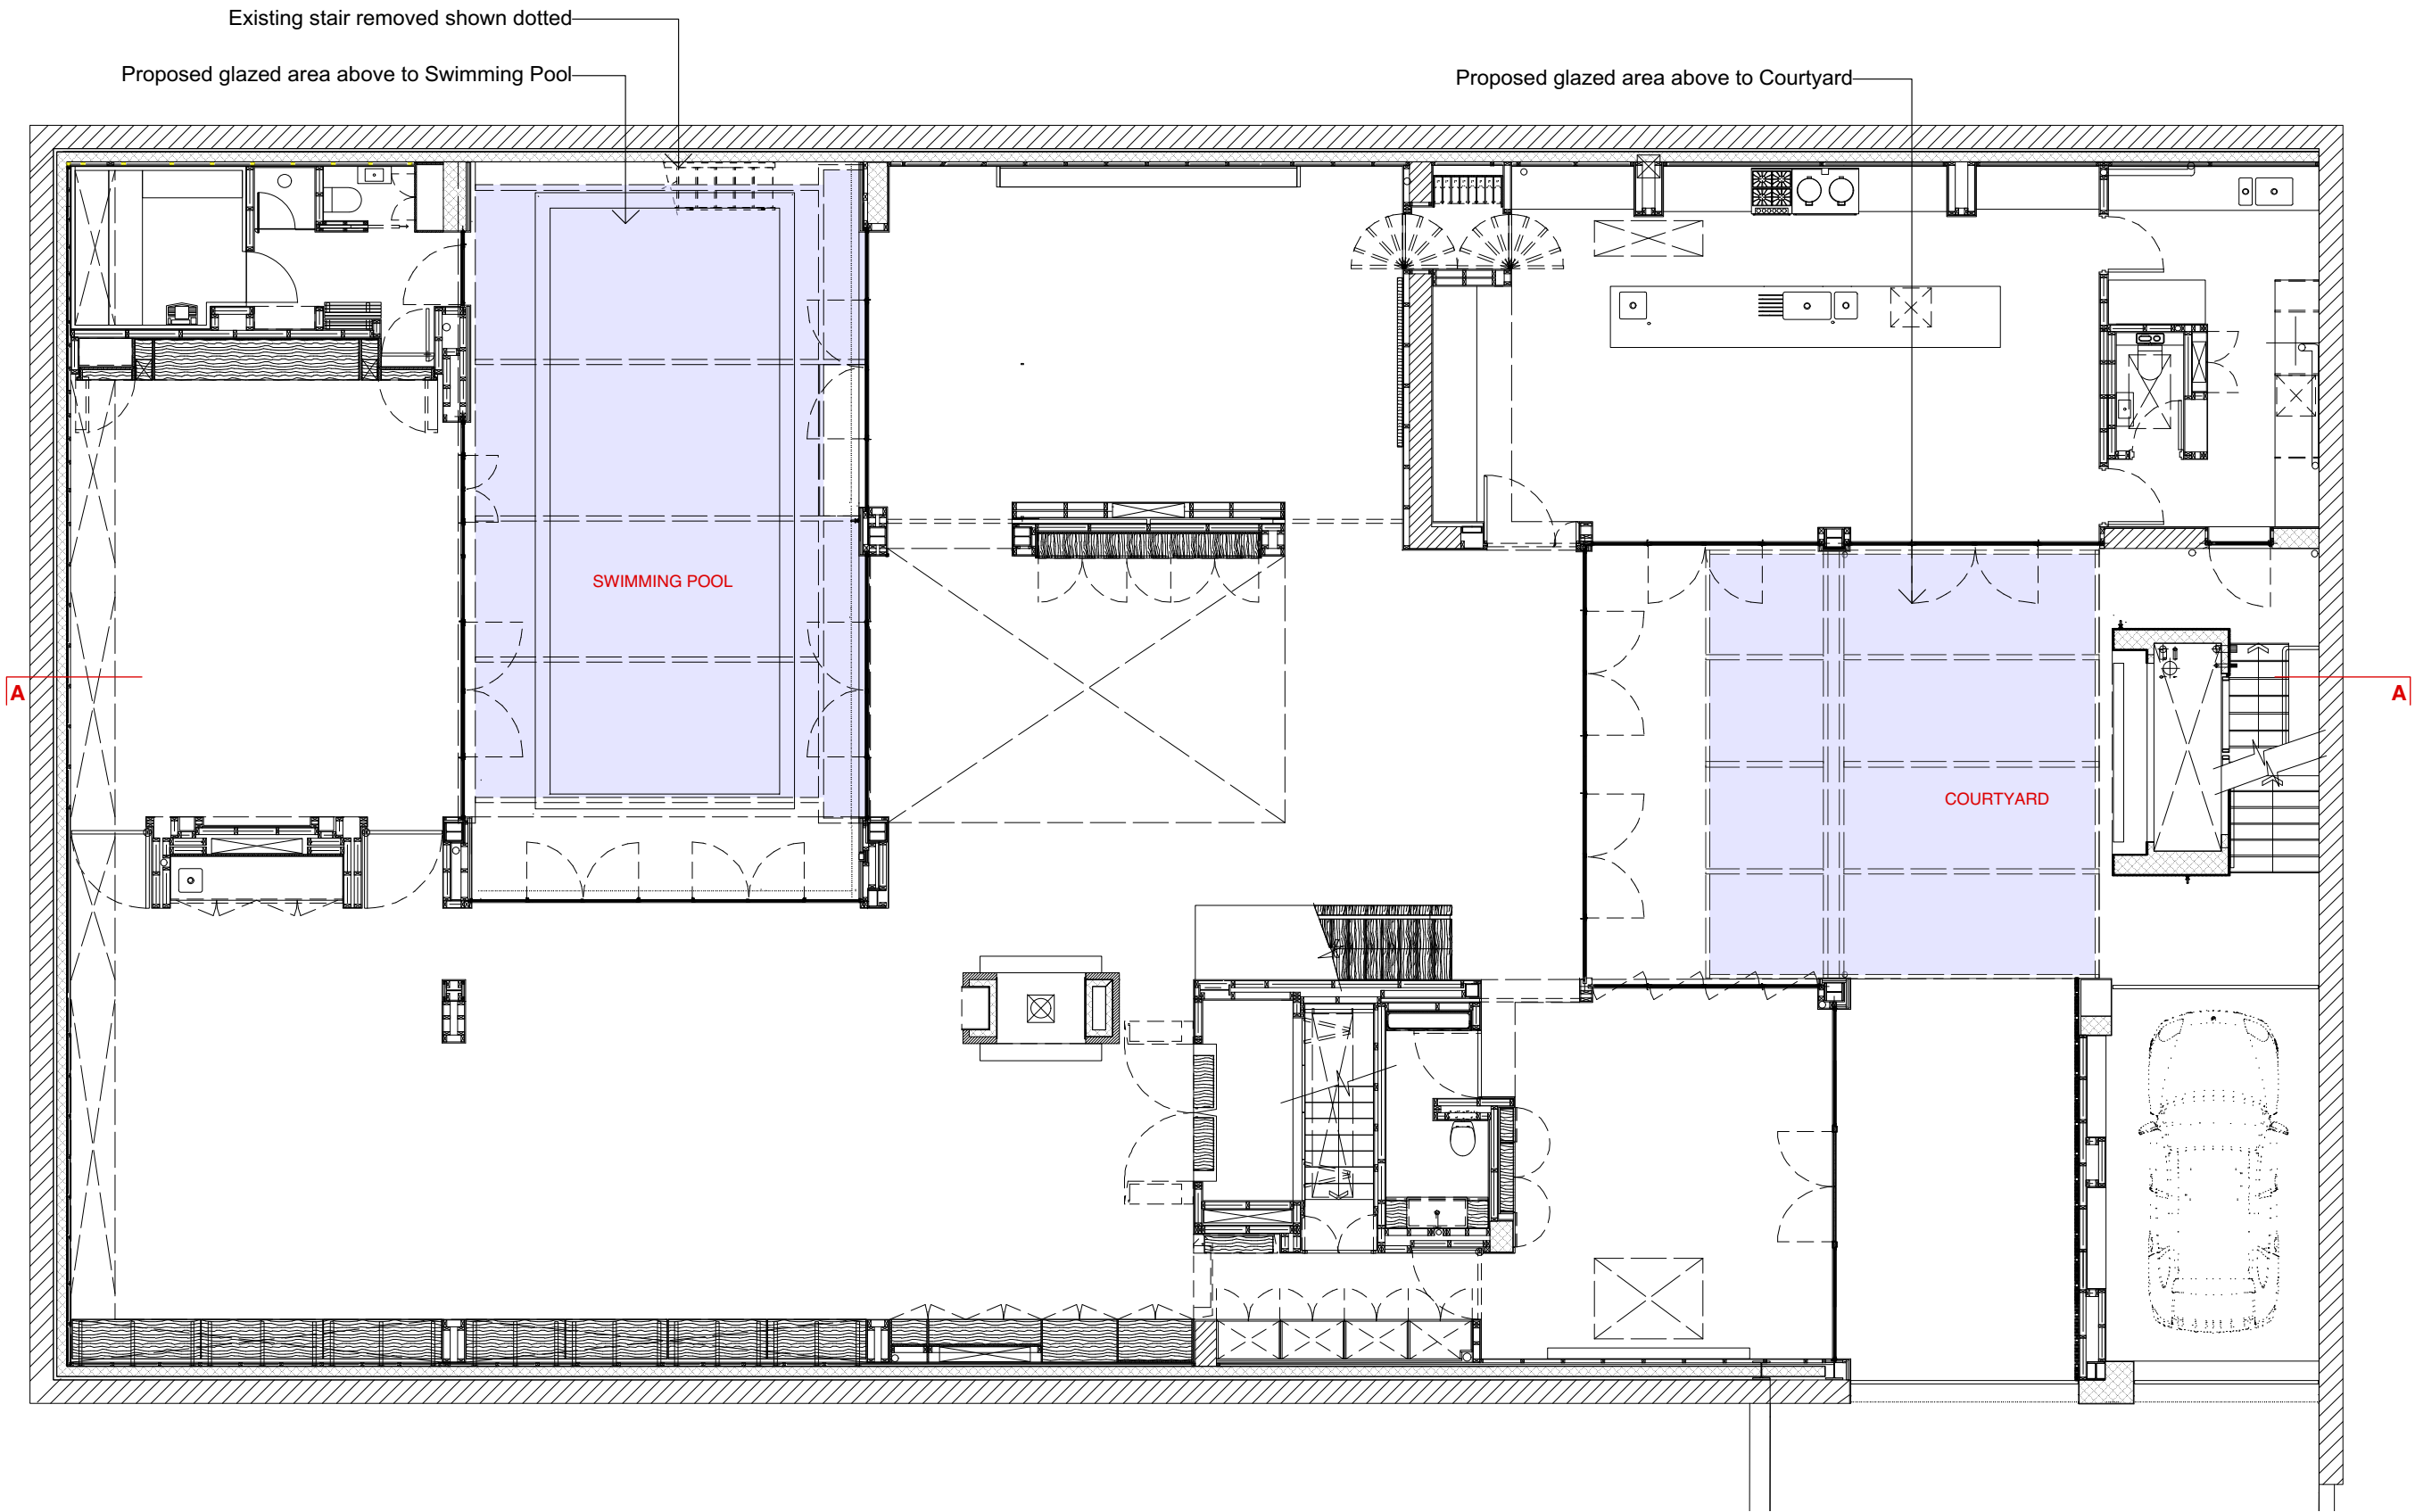 Existing stair removed shown dotted
Proposed glazed area above to Swimming Pool
Proposed glazed area above to Courtyard
SWIMMING POOL
A
A
COURTYARD